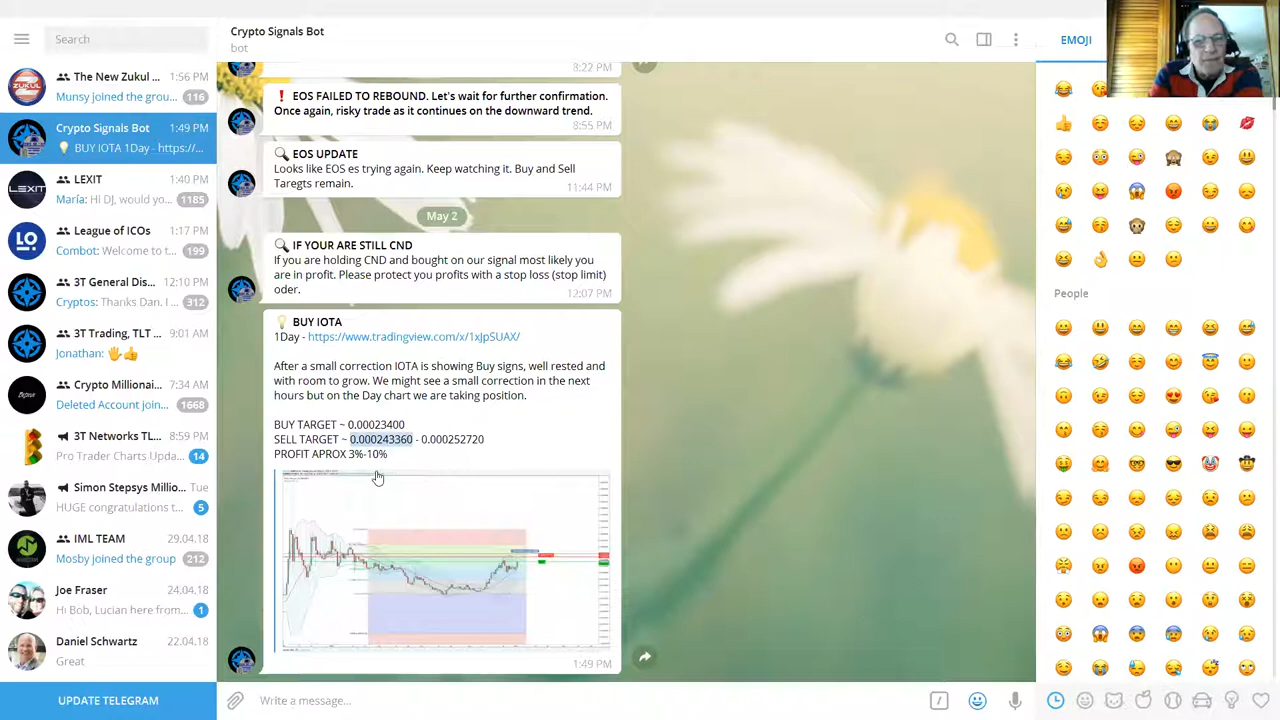 Search
The New Zukul ...
1:56 PM
Munsy joined the grou...
116
ZUKUL
Crypto Signals Bot
1:49 PM
BUY IOTA 1Day - https://...
LEXIT
1:40 PM
María: HI DJ, would yo...
1185
LEXIT
League of ICOs
1:17 PM
Combot: Welcome to t...
199
LO
3T General Dis...
12:10 PM
Cryptos: Thanks Dan. I ...
312
3T Trading, TLT ...
9:01 AM
Jonathan:
Crypto Millionai...
7:34 AM
Deleted Account join...
1668
3T Networks TL...
8:59 PM
Pro Trader Charts Upda...
14
Simon Stepsys Millio...
Tue
HUGE congratulations t...
5
IML TEAM
29.04.18
Mosby joined the group
212
Joe Fraser
24.04.18
Hi Bob, Lucian here from...
1
Daniel Schwartz
22.04.18
Great
UPDATE TELEGRAM
Crypto Signals Bot
bot
8:22 PM
EOS FAILED TO REBOUND. Let's wait for further confirmation.
Once again, risky trade as it continues on the downward trend.
8:55 PM
EOS UPDATE
Looks like EOS es trying again. Keep watching it. Buy and Sell
Taregts remain.
11:44 PM
May 2
IF YOUR ARE STILL CND
If you are holding CND and bought on our signal most likely you
are in profit. Please protect you profits with a stop loss (stop limit)
oder.
12:07 PM
BUY IOTA
1Day - https://www.tradingview.com/x/1xJpSUAX/
After a small correction IOTA is showing Buy signs, well rested and
with room to grow. We might see a small correction in the next
hours but on the Day chart we are taking position.
BUY TARGET ~ 0.00023400
SELL TARGET ~ 0.000243360 - 0.000252720
PROFIT APROX 3%-10%
1:49 PM
Write a message...
EMOJI
People